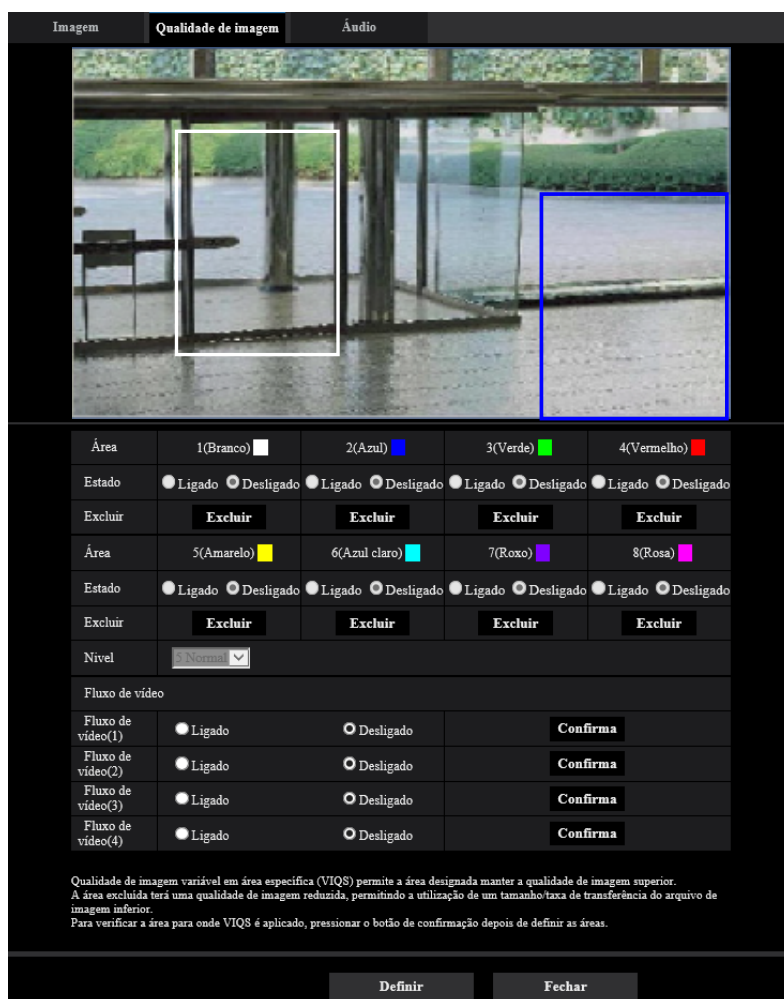 Imagem Qualidade de imagem Áudio
Área 1(Branco) 2(Azul) 3(Verde) 4(Vermelho)
Estado Ligado Desligado Ligado Desligado Ligado Desligado Ligado Desligado
Excluir Excluir Excluir Excluir Excluir
Área 5(Amarelo) 6(Azul claro) 7(Roxo) 8(Rosa)
Estado Ligado Desligado Ligado Desligado Ligado Desligado Ligado Desligado
Excluir Excluir Excluir Excluir Excluir
Nivel 5 Normal
Fluxo de vídeo
Fluxo de
vídeo(1) Ligado Desligado Confirma
Fluxo de
vídeo(2) Ligado Desligado Confirma
Fluxo de
vídeo(3) Ligado Desligado Confirma
Fluxo de
vídeo(4) Ligado Desligado Confirma
Qualidade de imagem variável em área específica (VIQS) permite a área designada manter a qualidade de imagem superior.
A área excluída terá uma qualidade de imagem reduzida, permitindo a utilização de um tamanho/taxa de transferência do arquivo de
imagem inferior.
Para verificar a área para onde VIQS é aplicado, pressionar o botão de confirmação depois de definir as áreas.
Definir Fechar